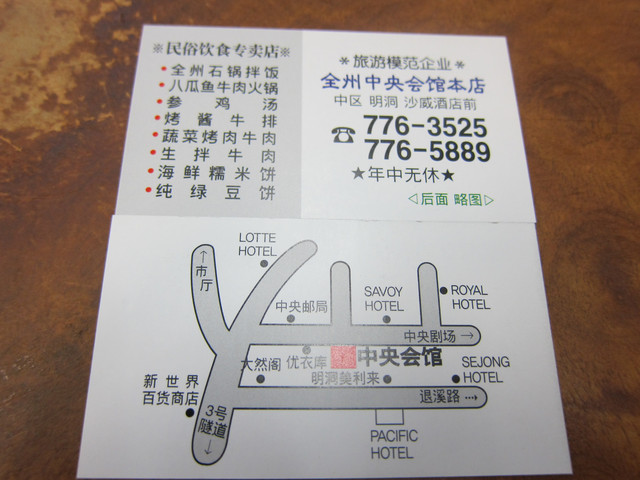 ※民俗饮食专卖店※
•全州石锅拌饭
•八瓜鱼牛肉火锅
•参鸡汤
•烤酱牛排
•蔬菜烤肉牛肉
•生拌牛肉
•海鲜糯米饼
•纯绿豆饼
*旅游模范企业*
全州中央会馆本店
中区 明洞 沙威酒店前
☎ 776-3525
776-5889
★年中无休★
◁后面 略图▷
LOTTE
HOTEL
←市厅
中央邮局
SAVOY
HOTEL
ROYAL
HOTEL
中央剧场 →
大然阁
优衣库
中央会馆
明洞美利来
SEJONG
HOTEL
新世界
百货商店
退溪路 ···›
3号
隧道
↓
PACIFIC
HOTEL